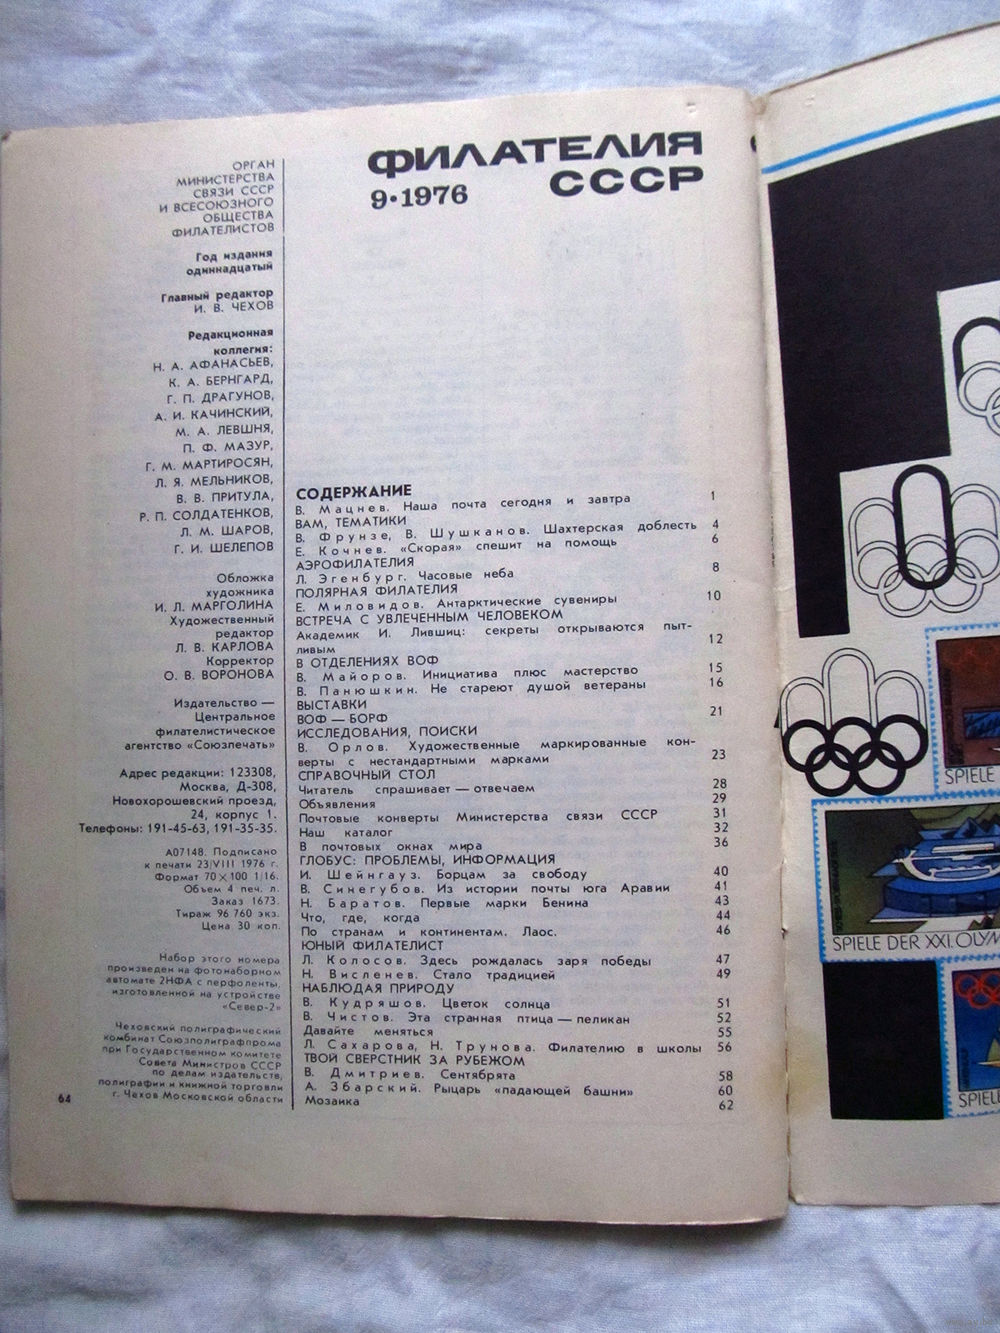 ФИЛАТЕЛИЯ
СССР
9•1976
ОРГАН
МИНИСТЕРСТВА
СВЯЗИ СССР
И ВСЕСОЮЗНОГО
ОБЩЕСТВА
ФИЛАТЕЛИСТОВ
Год издания
одиннадцатый
Главный редактор
И. В. ЧЕХОВ
Редакционная
коллегия:
Н. А. АФАНАСЬЕВ,
К. А. БЕРНГАРД,
Г. П. ДРАГУНОВ,
А. И. КАЧИНСКИЙ,
М. А. ЛЕВШНЯ,
П. Ф. МАЗУР,
Г. М. МАРТИРОСЯН,
Л. Я. МЕЛЬНИКОВ,
В. В. ПРИТУЛА,
Р. П. СОЛДАТЕНКОВ,
Л. М. ШАРОВ,
Г. И. ШЕЛЕПОВ
Обложка
художника
И. Л. МАРГОЛИНА
Художественный
редактор
Л. В. КАРЛОВА
Корректор
О. В. ВОРОНОВА
Издательство —
Центральное
филателистическое
агентство «Союзпечать»
Адрес редакции: 123308,
Москва, Д-308,
Новохорошевский проезд,
24, корпус 1.
Телефоны: 191-45-63, 191-35-35.
А07148. Подписано
к печати 23/VIII 1976 г.
Формат 70×100 1/16.
Объем 4 печ. л.
Заказ 1673.
Тираж 96 760 экз.
Цена 30 коп.
Набор этого номера
произведен на фотонаборном
автомате 2НФА с перфоленты,
изготовленной на устройстве
«Север-2»
Чеховский полиграфический
комбинат Союзполиграфпрома
при Государственном комитете
Совета Министров СССР
по делам издательств,
полиграфии и книжной торговли
г. Чехов Московской области
64
СОДЕРЖАНИЕ
В. Мацнев. Наша почта сегодня и завтра 1
ВАМ, ТЕМАТИКИ
В. Фрунзе, В. Шушканов. Шахтерская доблесть 4
Е. Кочнев. «Скорая» спешит на помощь 6
АЭРОФИЛАТЕЛИЯ
Л. Эгенбург. Часовые неба 8
ПОЛЯРНАЯ ФИЛАТЕЛИЯ
Е. Миловидов. Антарктические сувениры 10
ВСТРЕЧА С УВЛЕЧЕННЫМ ЧЕЛОВЕКОМ
Академик И. Лившиц: секреты открываются пыт-
ливым 12
В ОТДЕЛЕНИЯХ ВОФ
В. Майоров. Инициатива плюс мастерство 15
В. Панюшкин. Не стареют душой ветераны 16
ВЫСТАВКИ
ВОФ — БОРФ 21
ИССЛЕДОВАНИЯ, ПОИСКИ
В. Орлов. Художественные маркированные кон-
верты с нестандартными марками 23
СПРАВОЧНЫЙ СТОЛ
Читатель спрашивает — отвечаем 28
Объявления 29
Почтовые конверты Министерства связи СССР 31
Наш каталог 32
В почтовых окнах мира 36
ГЛОБУС: ПРОБЛЕМЫ, ИНФОРМАЦИЯ
И. Шейнгауз. Борцам за свободу 40
В. Синегубов. Из истории почты юга Аравии 41
Н. Баратов. Первые марки Бенина 43
Что, где, когда 44
По странам и континентам. Лаос. 46
ЮНЫЙ ФИЛАТЕЛИСТ
Л. Колосов. Здесь рождалась заря победы 47
Н. Висленев. Стало традицией 49
НАБЛЮДАЯ ПРИРОДУ
В. Кудряшов. Цветок солнца 51
В. Чистов. Эта странная птица — пеликан 52
Давайте меняться 55
Л. Сахарова, Н. Трунова. Филателию в школы 56
ТВОЙ СВЕРСТНИК ЗА РУБЕЖОМ
В. Дмитриев. Сентябрята 58
А. Збарский. Рыцарь «падающей башни» 60
Мозаика 62
SPIELE
SPIELE DER XXI. OLYM
SPIELE